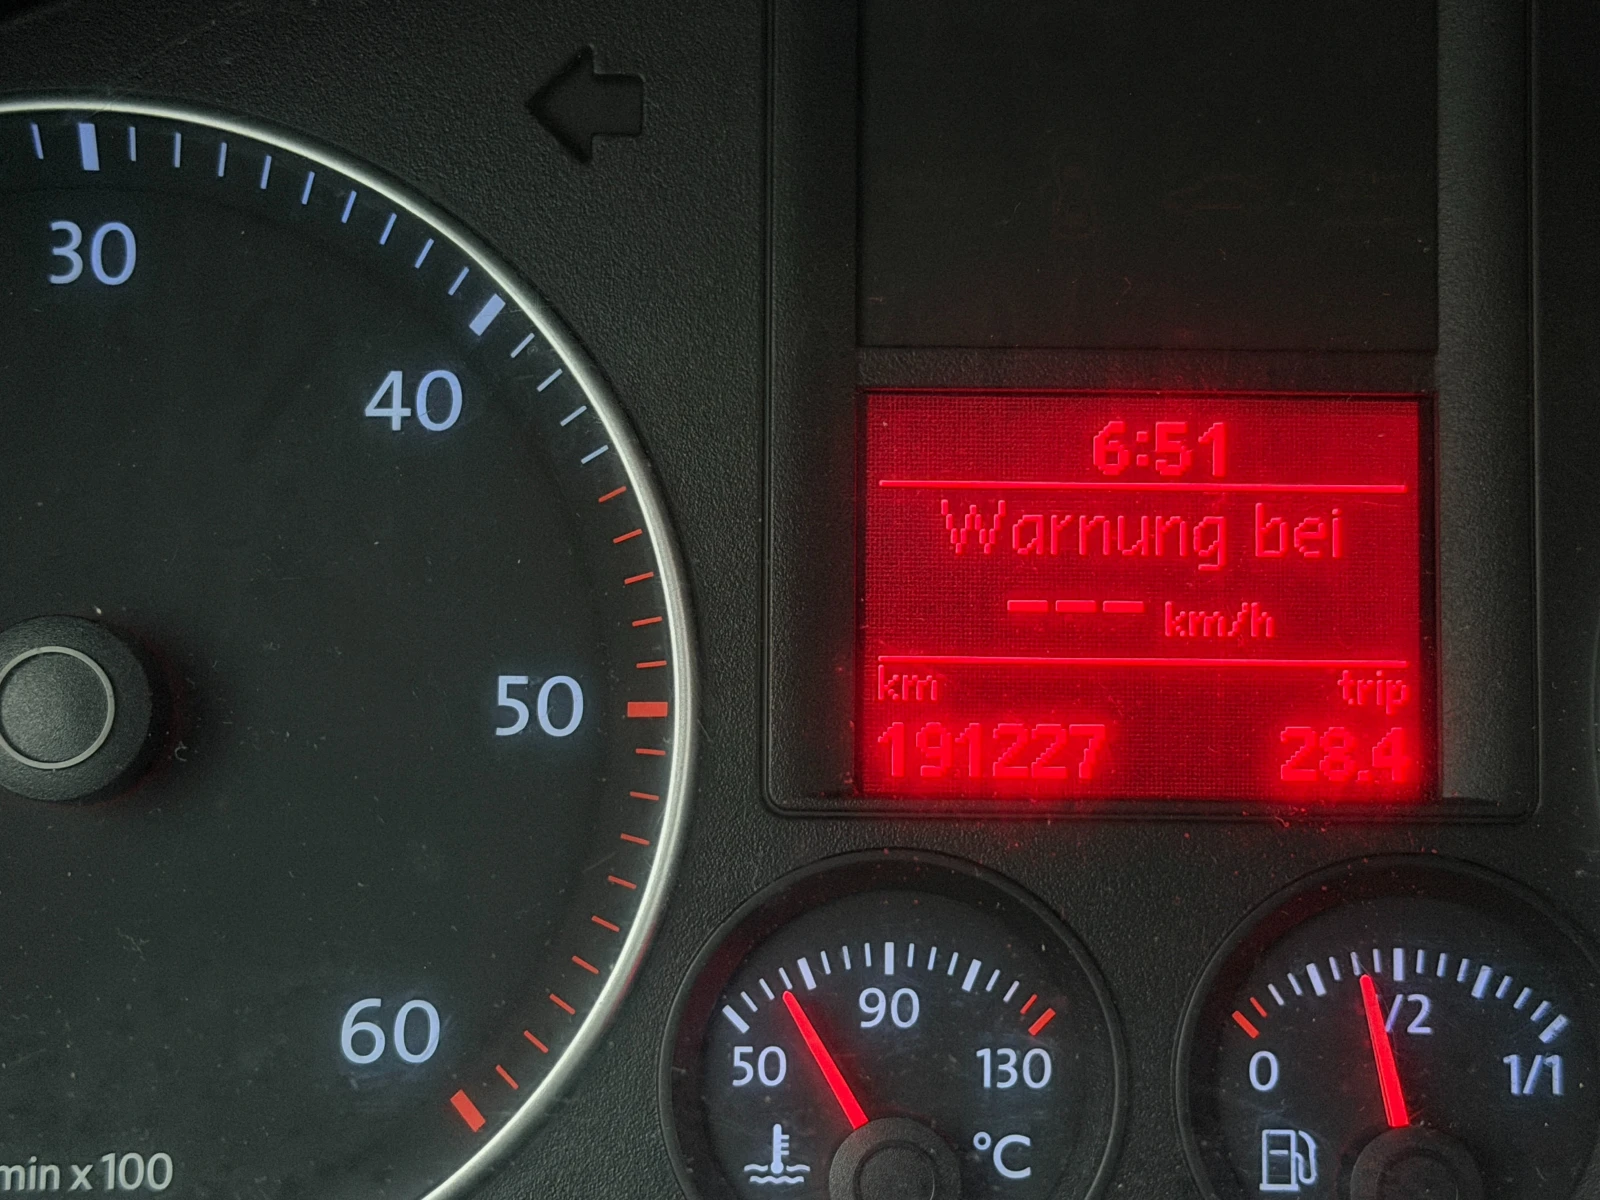 30
40
50
60
min x 100
6:51
Warnung bei
--- km/h
km trip
191227 28.4
50 90 130
°C
0 /2 1/1